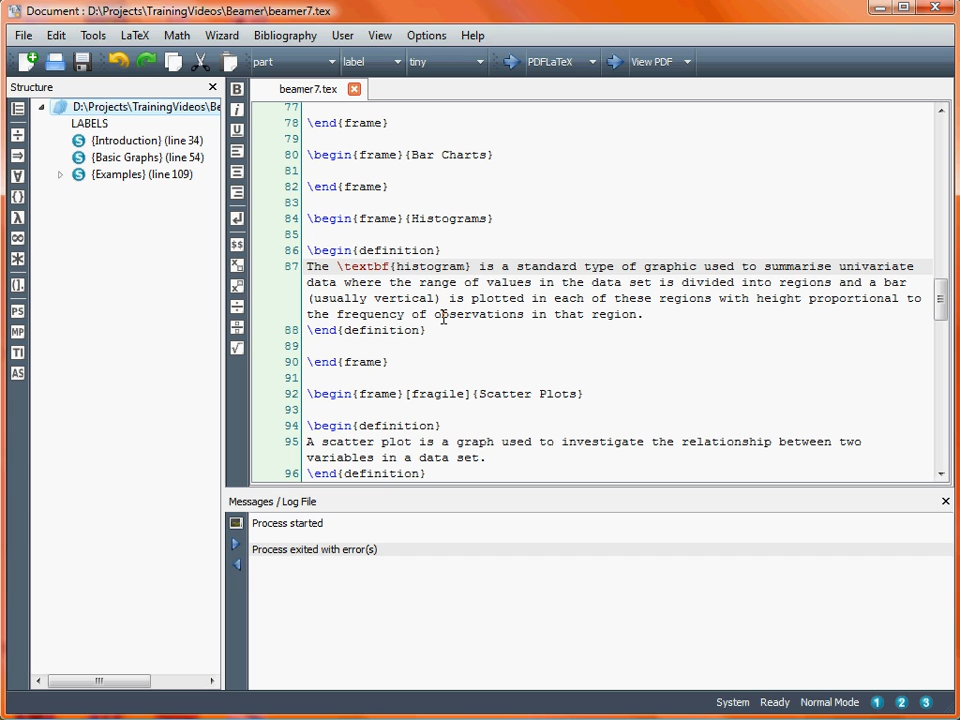 Document : D:\Projects\TrainingVideos\Beamer\beamer7.tex
File Edit Tools LaTeX Math Wizard Bibliography User View Options Help
part label tiny PDFLaTeX View PDF
Structure
beamer7.tex
D:\Projects\TrainingVideos\Be
LABELS
{Introduction} (line 34)
{Basic Graphs} (line 54)
{Examples} (line 109)
PS
MP
TI
AS
B
i
U
$$
77
78 \end{frame}
79
80 \begin{frame}{Bar Charts}
81
82 \end{frame}
83
84 \begin{frame}{Histograms}
85
86 \begin{definition}
87 The \textbf{histogram} is a standard type of graphic used to summarise univariate
data where the range of values in the data set is divided into regions and a bar
(usually vertical) is plotted in each of these regions with height proportional to
the frequency of observations in that region.
88 \end{definition}
89
90 \end{frame}
91
92 \begin{frame}[fragile]{Scatter Plots}
93
94 \begin{definition}
95 A scatter plot is a graph used to investigate the relationship between two
variables in a data set.
96 \end{definition}
Messages / Log File
Process started
Process exited with error(s)
System Ready Normal Mode 1 2 3